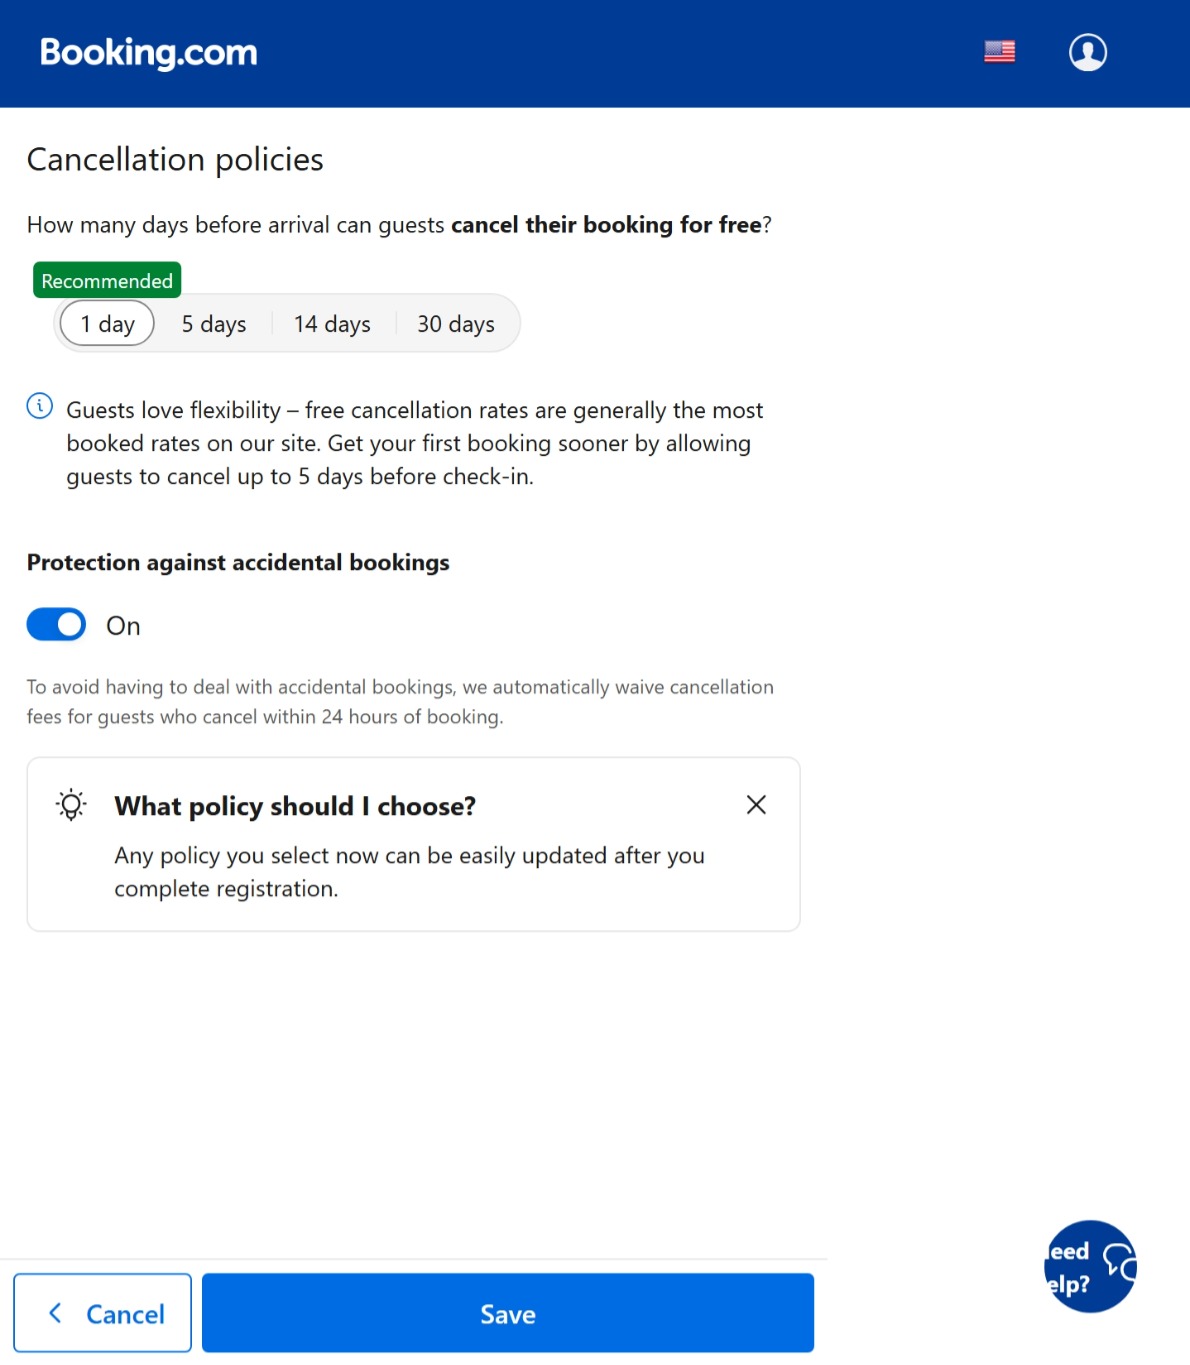 Booking.com
Cancellation policies
How many days before arrival can guests cancel their booking for free?
Recommended
1 day 5 days 14 days 30 days
Guests love flexibility – free cancellation rates are generally the most
booked rates on our site. Get your first booking sooner by allowing
guests to cancel up to 5 days before check-in.
Protection against accidental bookings
On
To avoid having to deal with accidental bookings, we automatically waive cancellation
fees for guests who cancel within 24 hours of booking.
What policy should I choose?
Any policy you select now can be easily updated after you
complete registration.
eed
elp?
Cancel Save